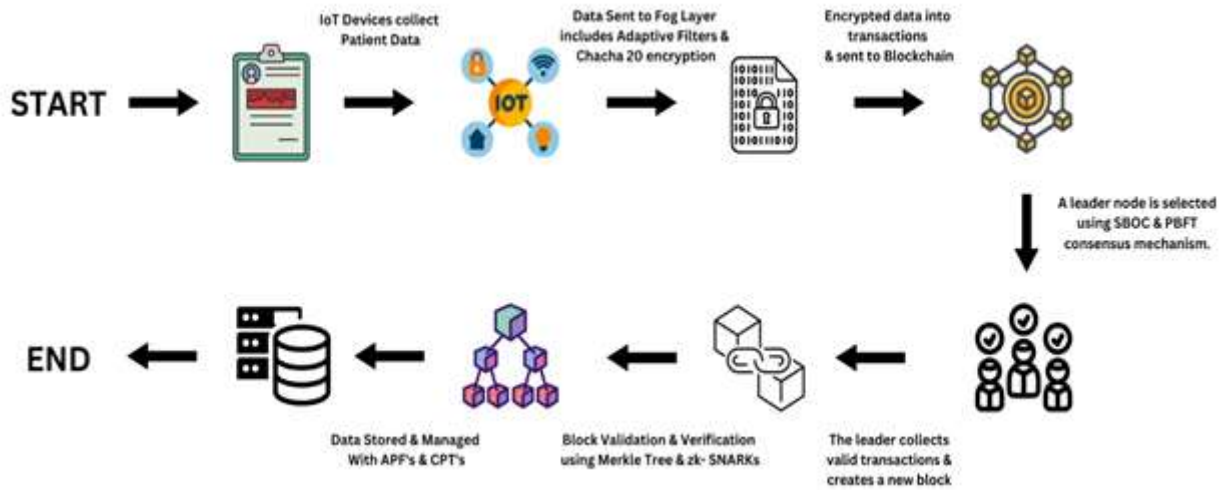 IoT Devices collect
Patient Data
Data Sent to Fog Layer
includes Adaptive Filters &
Chacha 20 encryption
Encrypted data into
transactions
& sent to Blockchain
START
IOT
A leader node is selected
using SBOC & PBFT
consensus mechanism.
END
Data Stored & Managed
With APF's & CPT's
Block Validation & Verification
using Merkle Tree & zk- SNARKs
The leader collects
valid transactions &
creates a new block